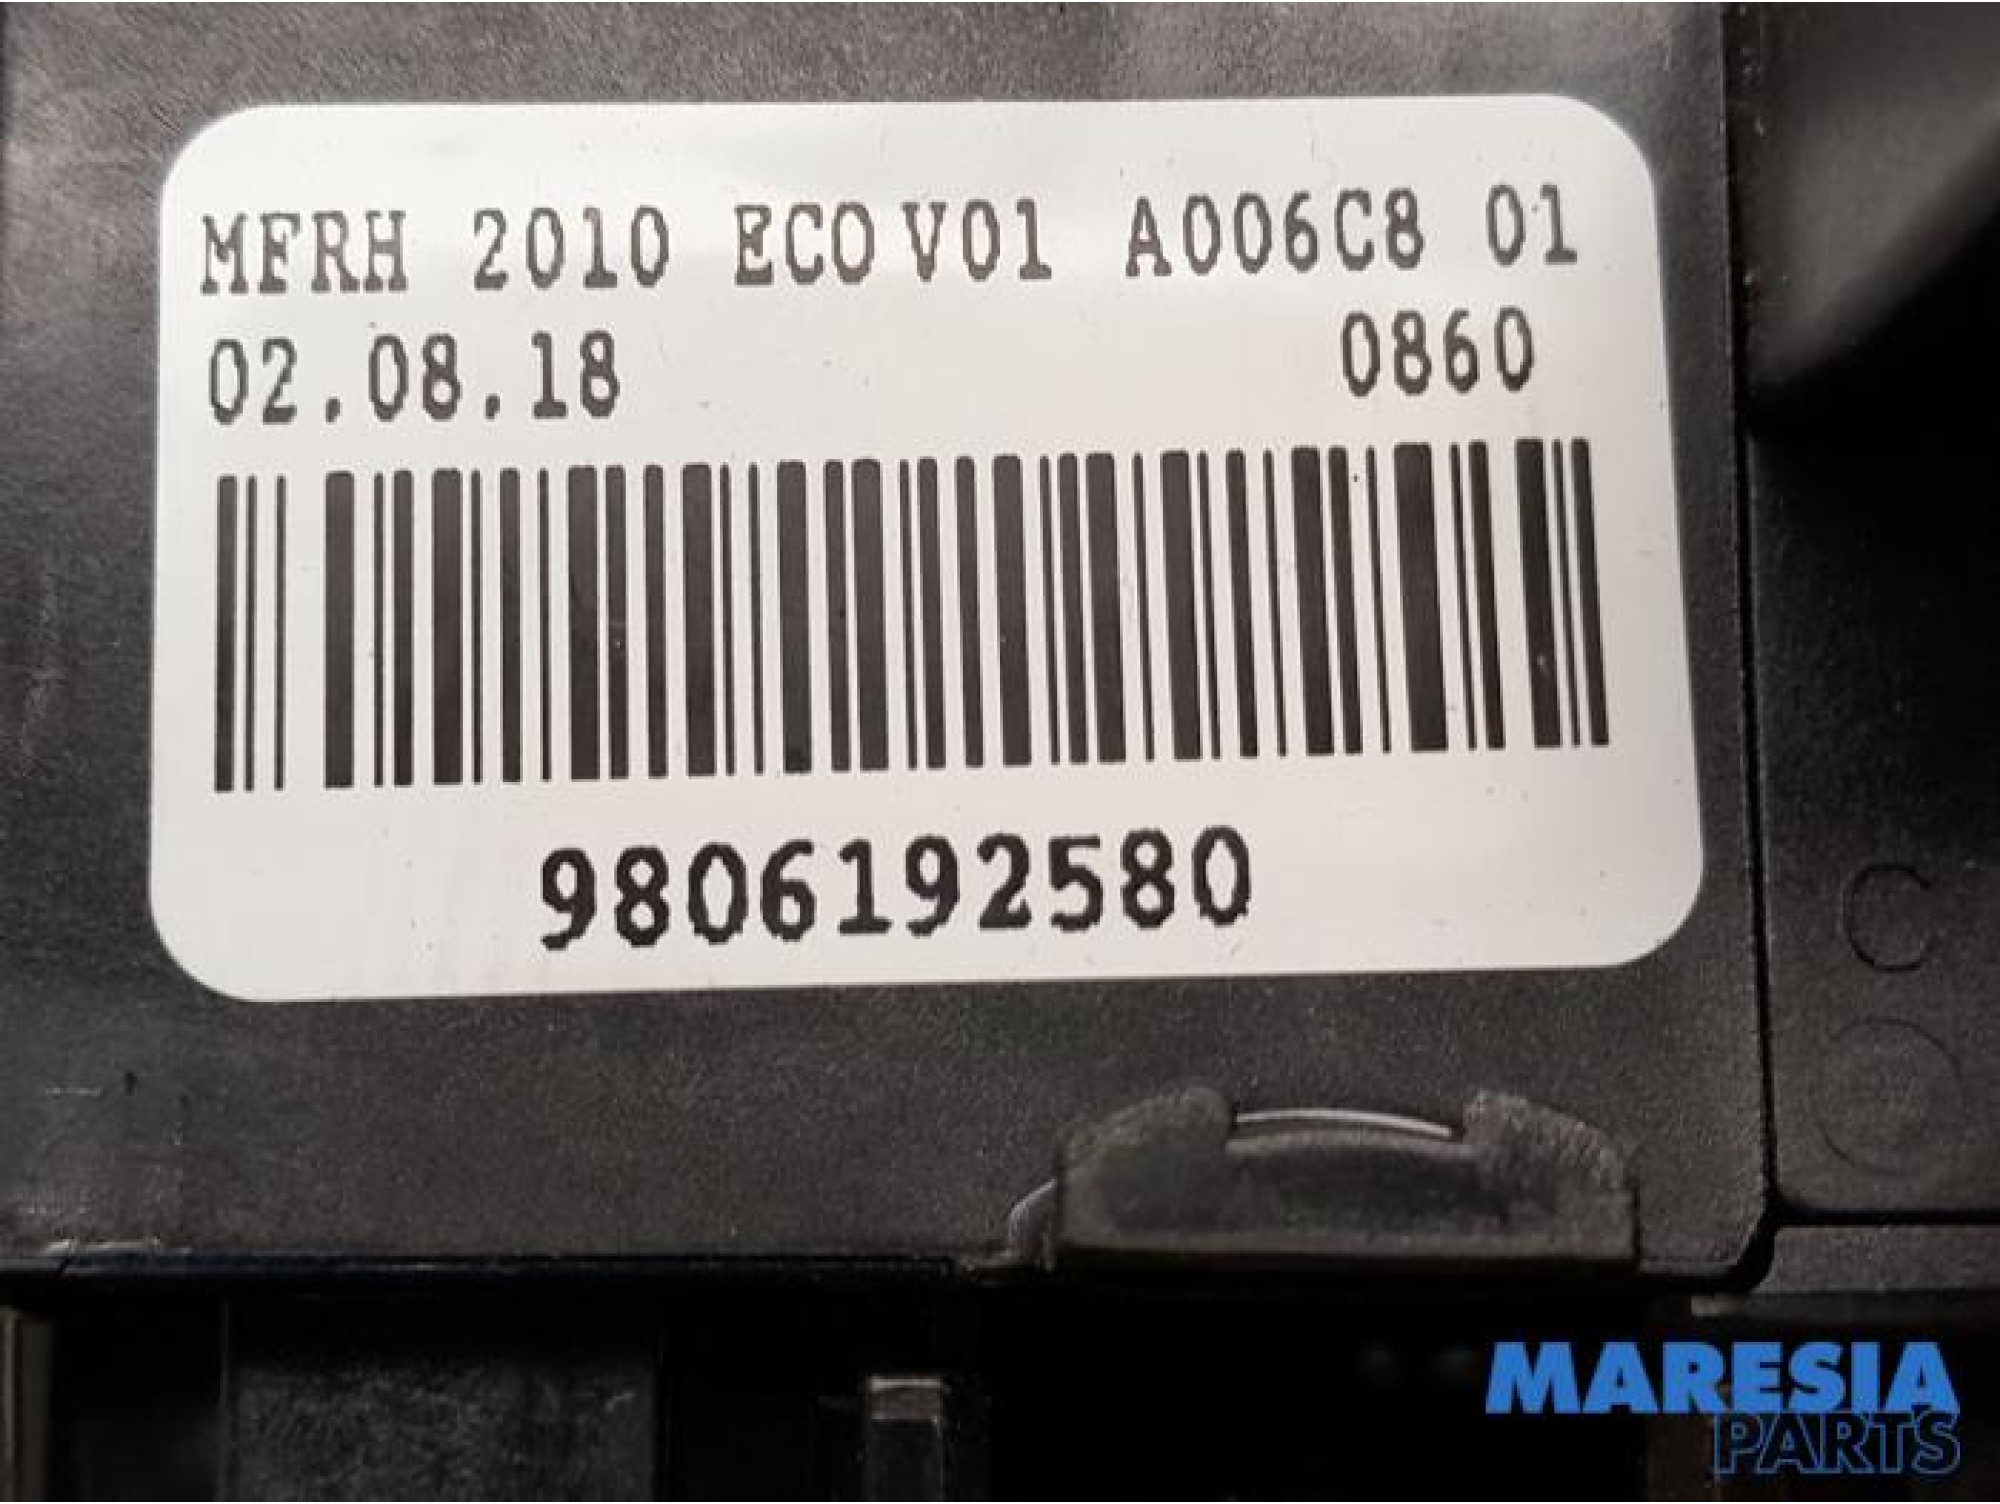 MFRH 2010 ECO V01 A006C8 01
02.08.18 0860
9806192580
C
MARESIA
PARTS